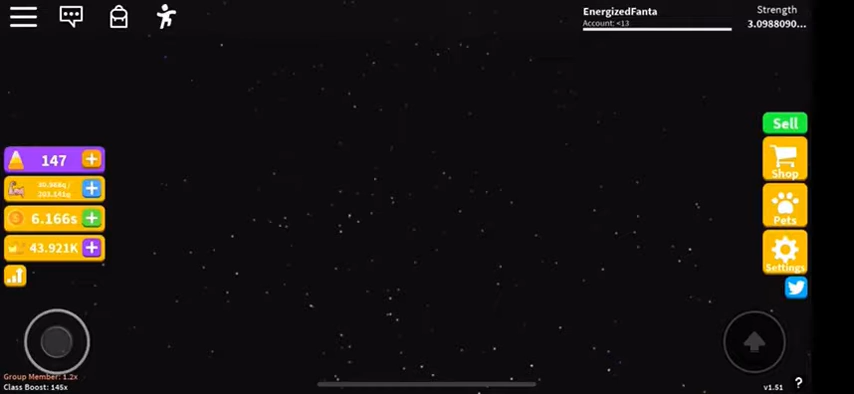 EnergizedFanta
Account: <13
Strength
3.0988090...
Sell
147
Shop
6.166s
Pets
43.921K
Settings
Group Member: 1.2x
Class Boost: 145x
v1.51
?